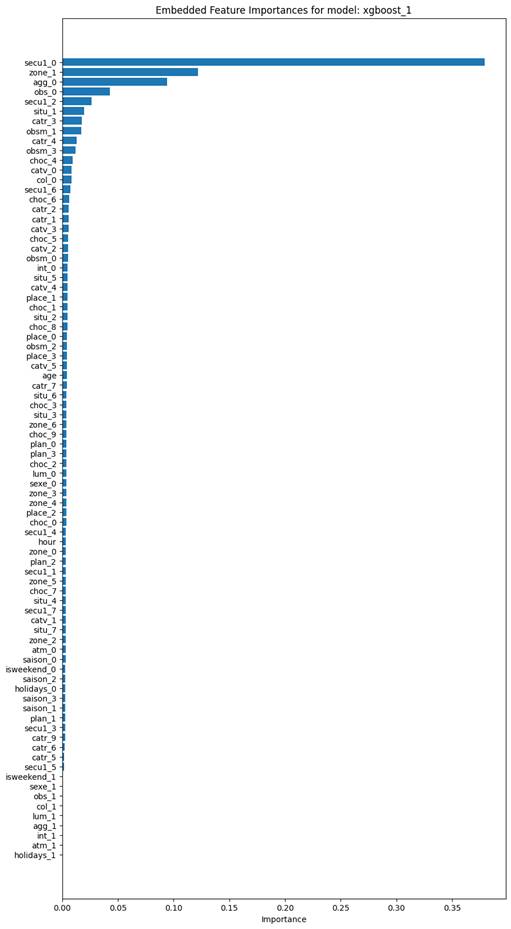 Embedded Feature Importances for model: xgboost_1
secu1_0
zone_1
agg_0
obs_0
secu1_2
situ_1
catr_3
obsm_1
catr_4
obsm_3
choc_4
catv_0
col_0
secu1_6
choc_6
catr_2
catr_1
catv_3
choc_5
catv_2
obsm_0
int_0
situ_5
catv_4
place_1
choc_1
situ_2
choc_8
place_0
obsm_2
place_3
catv_5
age
catr_7
situ_6
choc_3
situ_3
zone_6
choc_9
plan_0
plan_3
choc_2
lum_0
sexe_0
zone_3
zone_4
place_2
choc_0
secu1_4
hour
zone_0
plan_2
secu1_1
zone_5
choc_7
situ_4
secu1_7
catv_1
situ_7
zone_2
atm_0
saison_0
isweekend_0
saison_2
holidays_0
saison_3
saison_1
plan_1
secu1_3
catr_9
catr_6
catr_5
secu1_5
isweekend_1
sexe_1
obs_1
col_1
lum_1
agg_1
int_1
atm_1
holidays_1
0.00 0.05 0.10 0.15 0.20 0.25 0.30 0.35
Importance